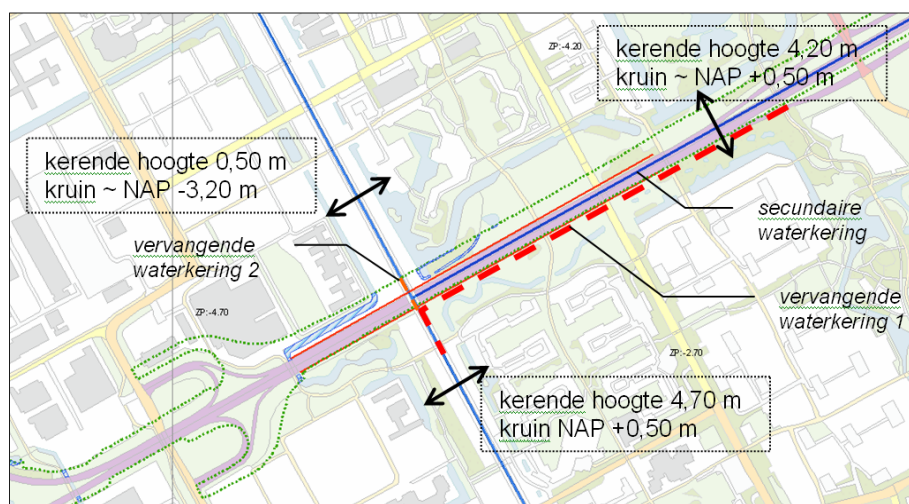 kerende hoogte 4,20 m
kruin ~ NAP +0,50 m
ZP:-4.20
kerende hoogte 0,50 m
kruin ~ NAP -3,20 m
secundaire
waterkering
vervangende
waterkering 2
vervangende
waterkering 1
ZP:-4.70
ZP:-2.70
kerende hoogte 4,70 m
kruin NAP +0,50 m